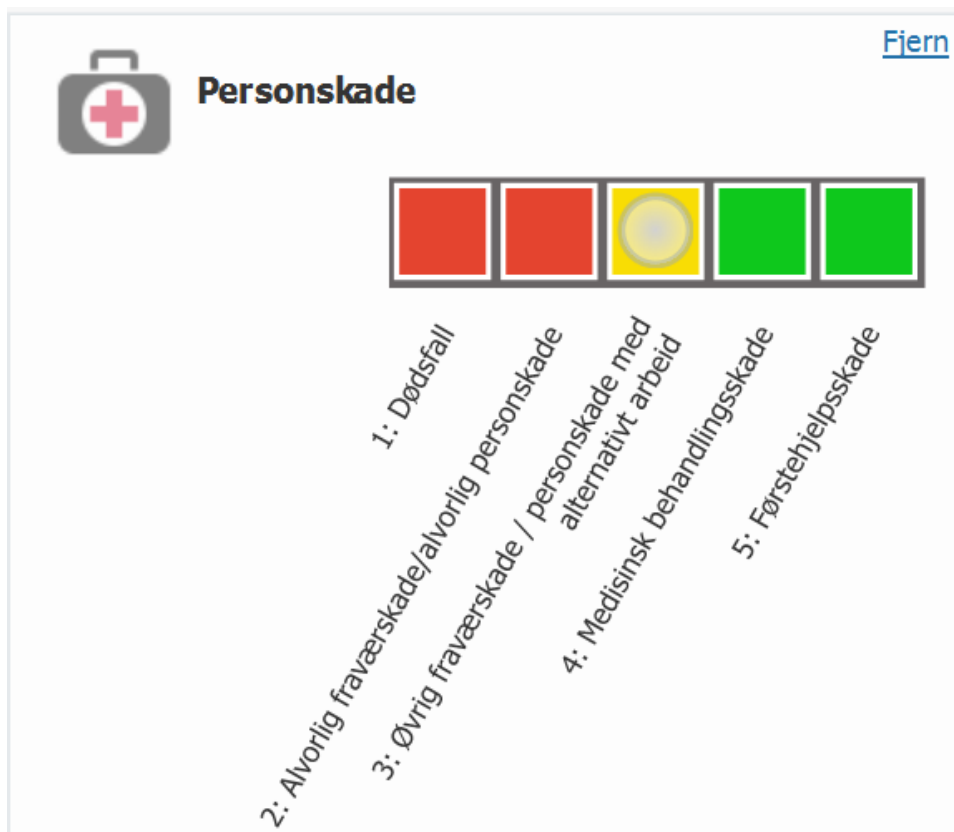 Fjern
Personskade
1: Dødsfall
2: Alvorlig fraværskade/alvorlig personskade
3: Øvrig fraværskade / personskade med
alternativt arbeid
4: Medisinsk behandlingsskade
5: Førstehjelpsskade